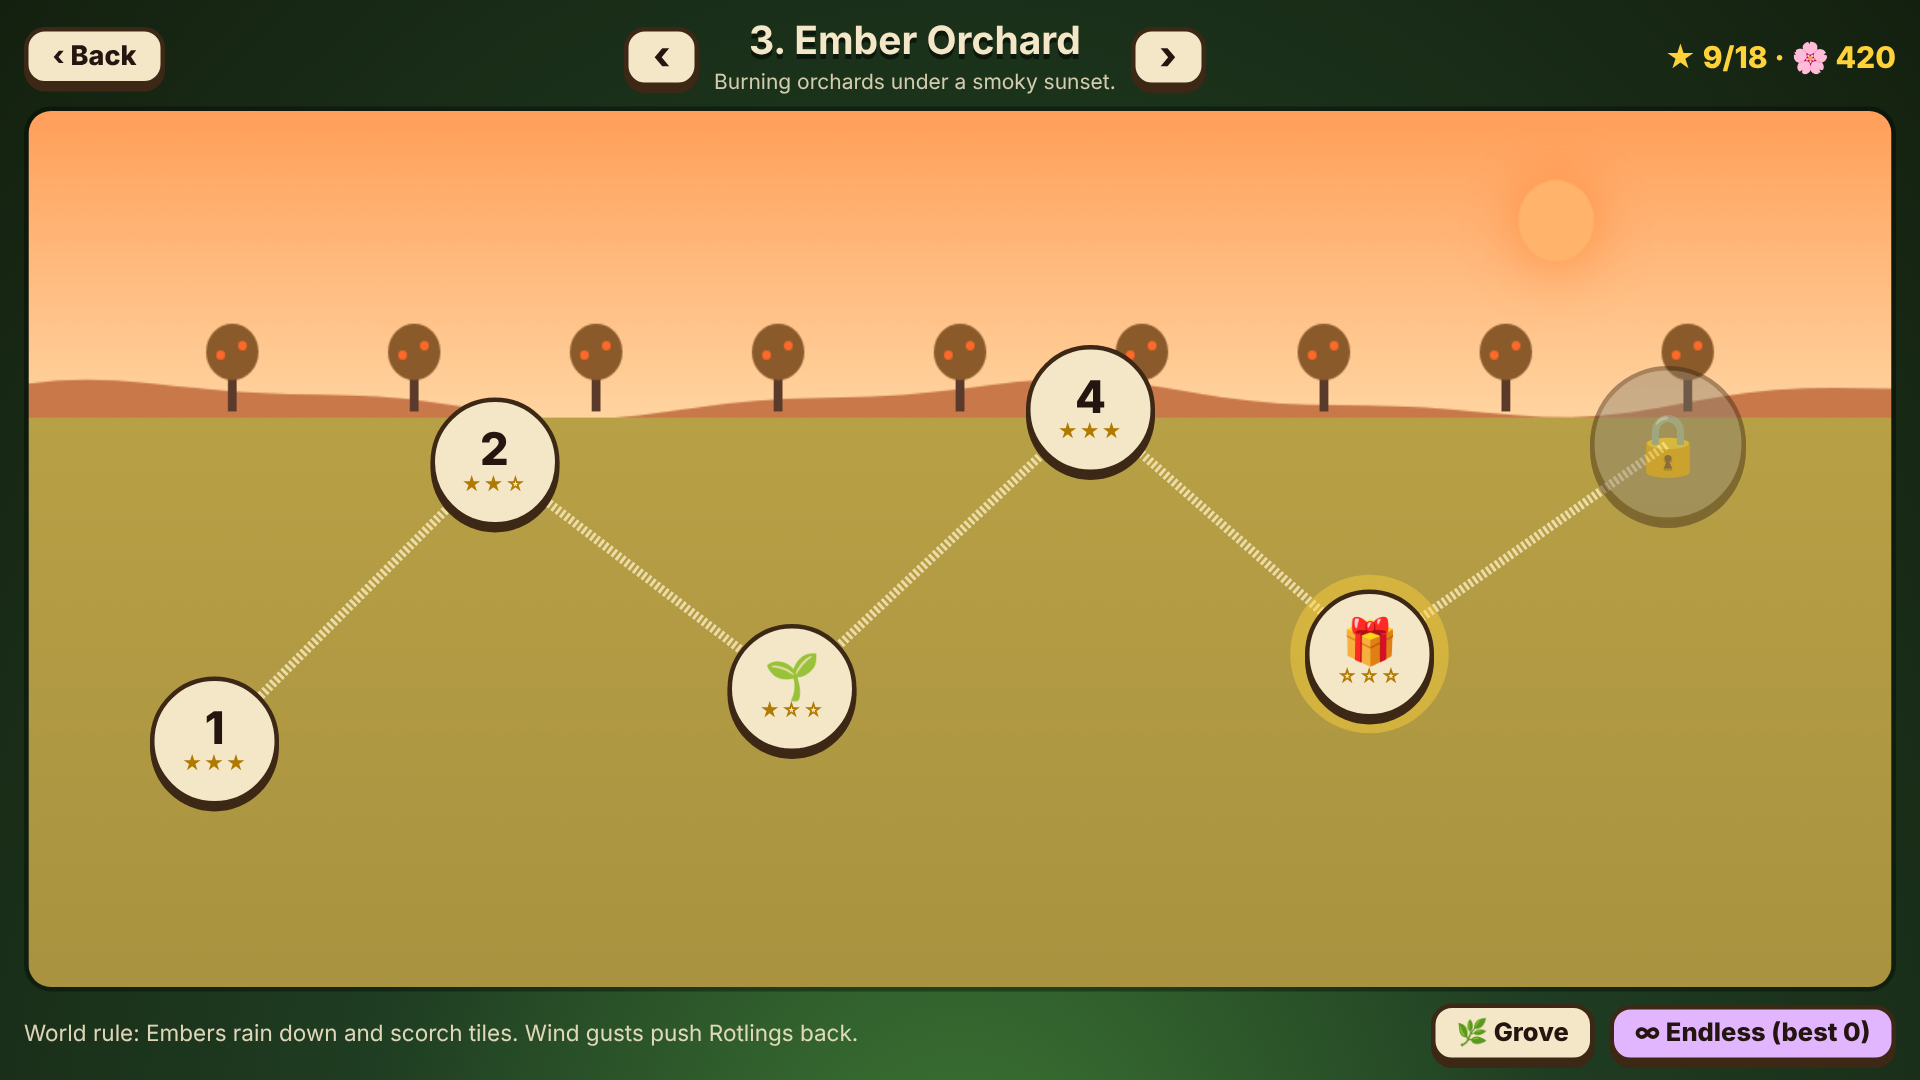 ‹ Back
‹
3. Ember Orchard
Burning orchards under a smoky sunset.
›
★ 9/18 · 🌸 420
4
★★★
2
★★☆
🌱
★☆☆
🎁
☆☆☆
1
★★★
World rule: Embers rain down and scorch tiles. Wind gusts push Rotlings back.
🌿 Grove
∞ Endless (best 0)